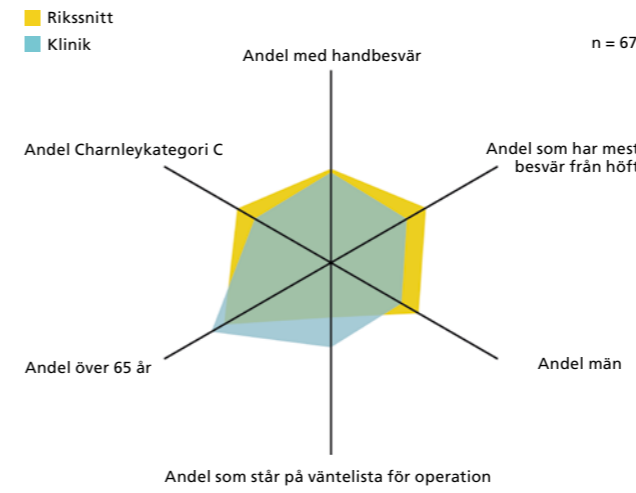 Rikssnitt
Klinik
n = 67
Andel med handbesvär
Andel Charnleykategori C
Andel som har mest
besvär från höft
Andel över 65 år
Andel män
Andel som står på väntelista för operation